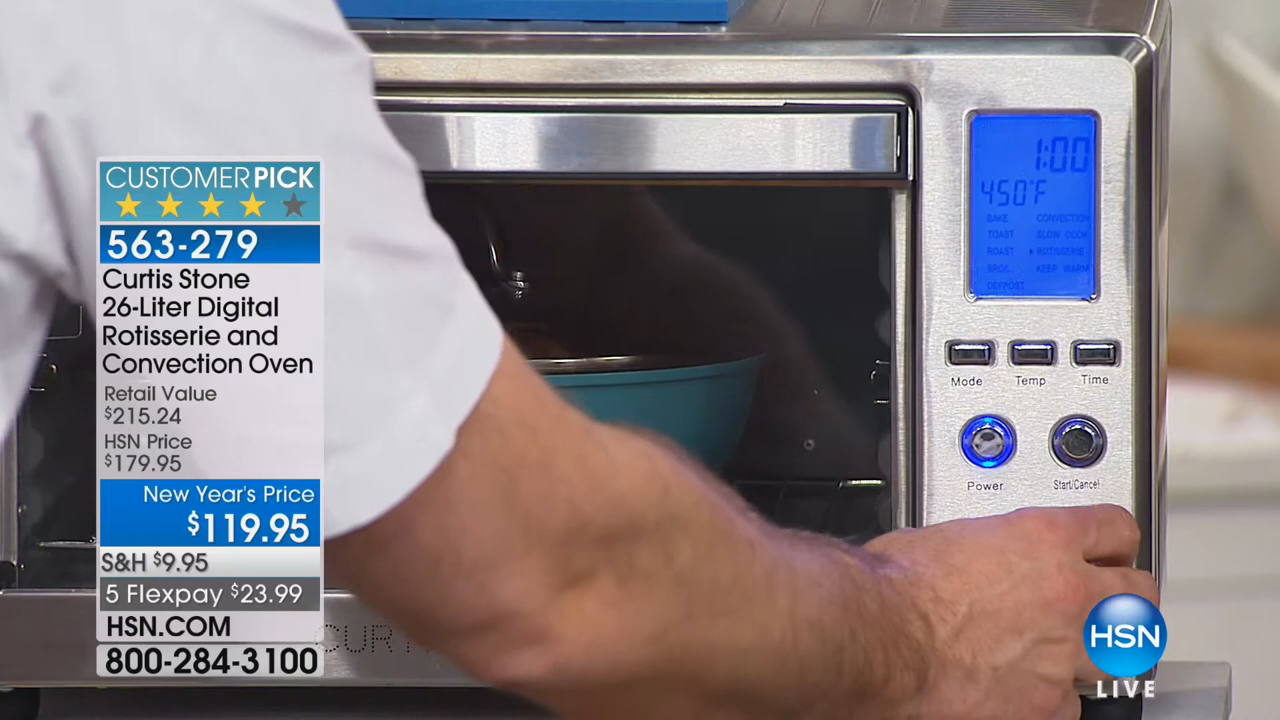 CUSTOMER PICK
563-279
Curtis Stone
26-Liter Digital
Rotisserie and
Convection Oven
Retail Value
$215.24
HSN Price
$179.95
New Year's Price
$119.95
S&H $9.95
5 Flexpay $23.99
HSN.COM
800-284-3100
CURT
1:00
450°F
BAKE CONVECTION
TOAST SLOW COOK
ROAST ROTISSERIE
BROIL KEEP WARM
DEFROST
Mode Temp Time
Power Start/Cancel
HSN
LIVE